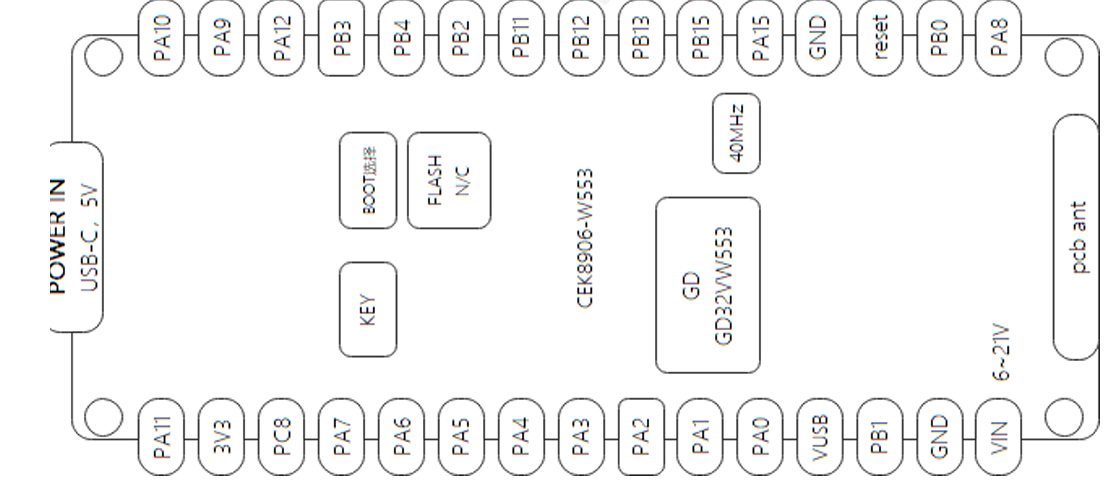 PA10
PA9
PA12
PB3
PB4
PB2
PB11
PB12
PB13
PB15
PA15
GND
reset
PB0
PA8
POWER IN
USB-C, 5V
BOOT选择
FLASH
N/C
40MHz
KEY
CEK8906-W553
GD
GD32VW553
pcb ant
6~21V
PA11
3V3
PC8
PA7
PA6
PA5
PA4
PA3
PA2
PA1
PA0
VUSB
PB1
GND
VIN